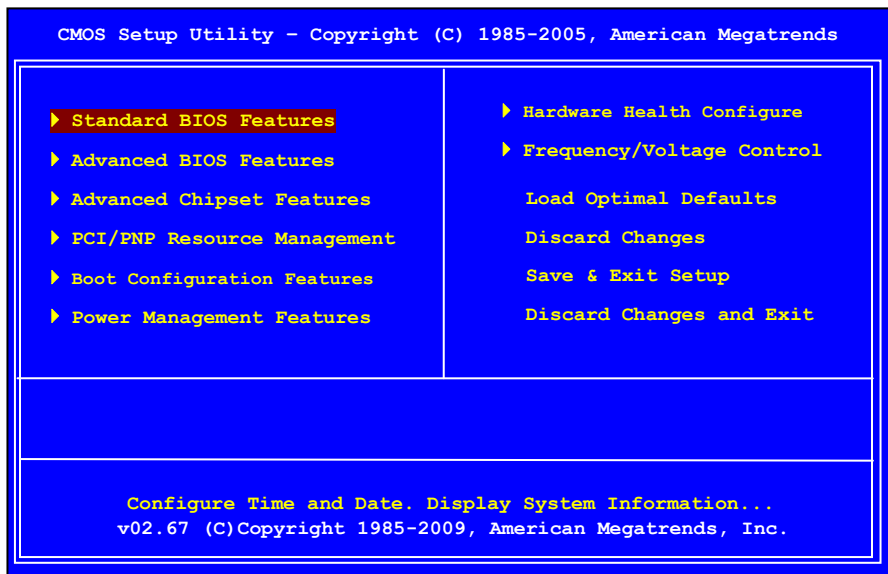 CMOS Setup Utility – Copyright (C) 1985-2005, American Megatrends
Standard BIOS Features
Advanced BIOS Features
Advanced Chipset Features
PCI/PNP Resource Management
Boot Configuration Features
Power Management Features
Hardware Health Configure
Frequency/Voltage Control
Load Optimal Defaults
Discard Changes
Save & Exit Setup
Discard Changes and Exit
Configure Time and Date. Display System Information...
v02.67 (C)Copyright 1985-2009, American Megatrends, Inc.